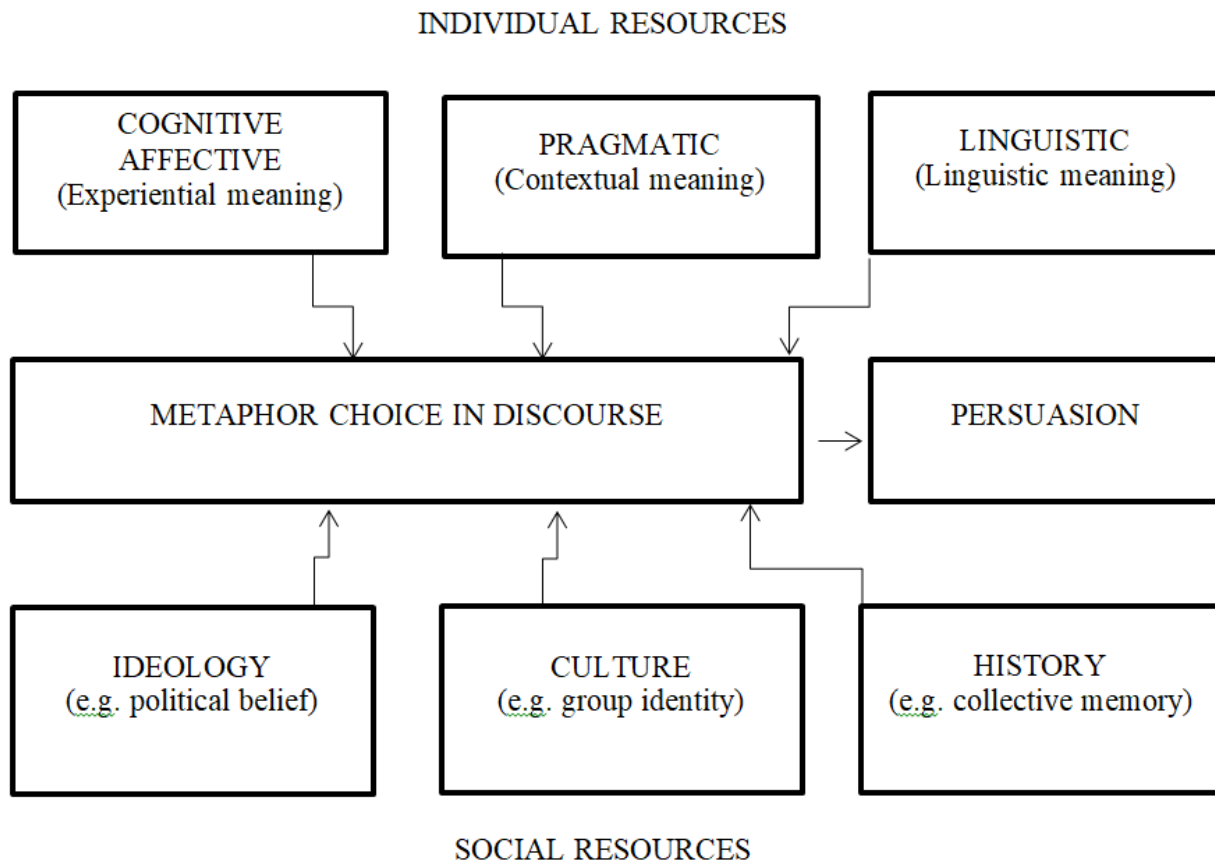 INDIVIDUAL RESOURCES
COGNITIVE
AFFECTIVE
(Experiential meaning)
PRAGMATIC
(Contextual meaning)
LINGUISTIC
(Linguistic meaning)
METAPHOR CHOICE IN DISCOURSE
PERSUASION
IDEOLOGY
(e.g. political belief)
CULTURE
(e.g. group identity)
HISTORY
(e.g. collective memory)
SOCIAL RESOURCES